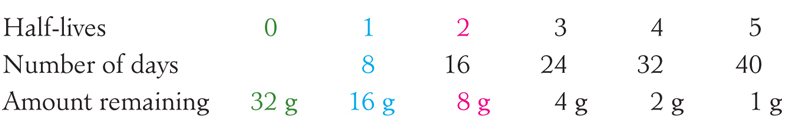 Half-lives 0 1 2 3 4 5
Number of days 8 16 24 32 40
Amount remaining 32 g 16 g 8 g 4 g 2 g 1 g